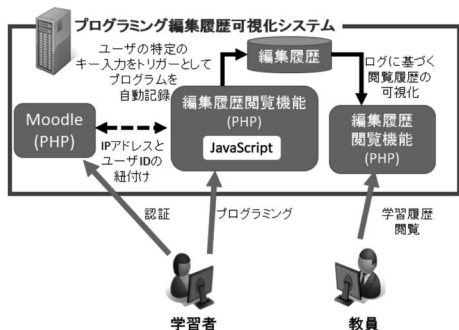 プログラミング編集履歴可視化システム
ユーザの特定の
キー入力をトリガーとして
プログラムを
自動記録
編集履歴
ログに基づく
閲覧履歴の
可視化
Moodle
(PHP)
IPアドレスと
ユーザIDの
紐付け
編集履歴閲覧機能
(PHP)
JavaScript
編集履歴
閲覧機能
(PHP)
認証
プログラミング
学習履歴
閲覧
学習者
教員